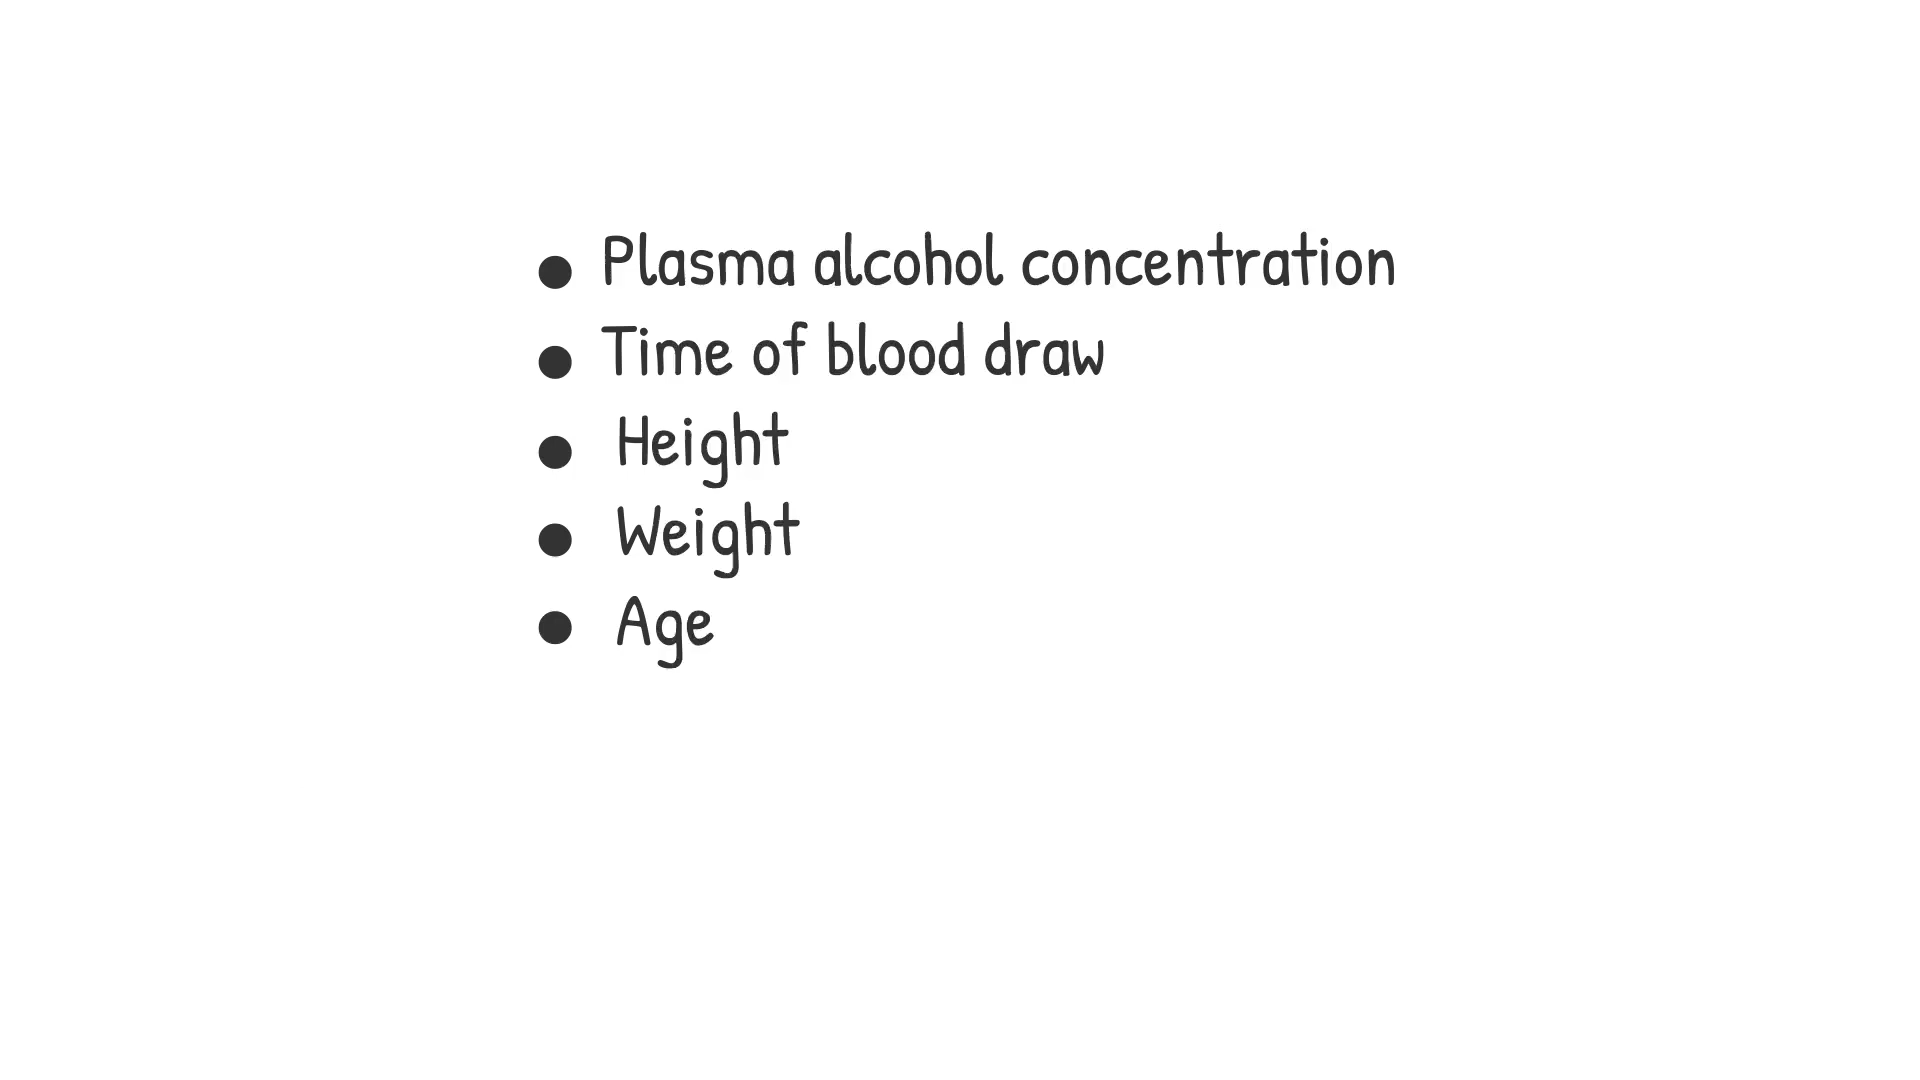 ● Plasma alcohol concentration
● Time of blood draw
● Height
● Weight
● Age